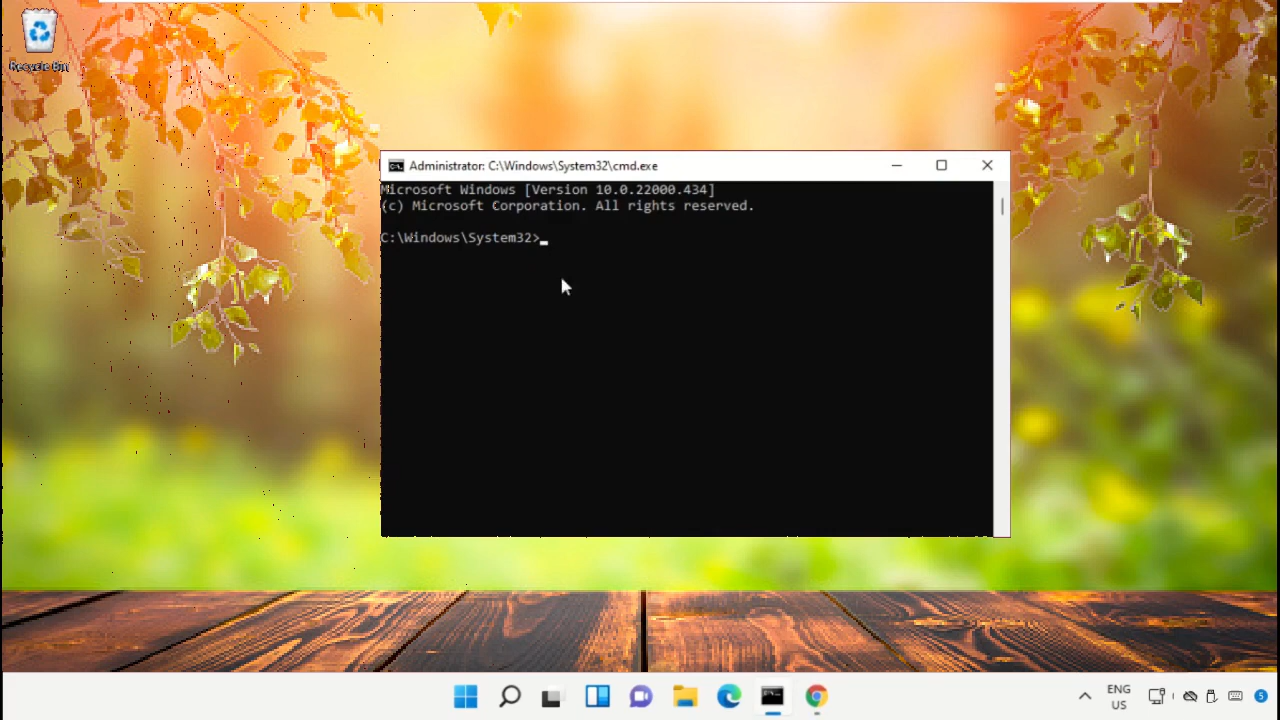 Recycle Bin
Administrator: C:\Windows\System32\cmd.exe
Microsoft Windows [Version 10.0.22000.434]
(c) Microsoft Corporation. All rights reserved.
C:\Windows\System32>
ENG
US
5